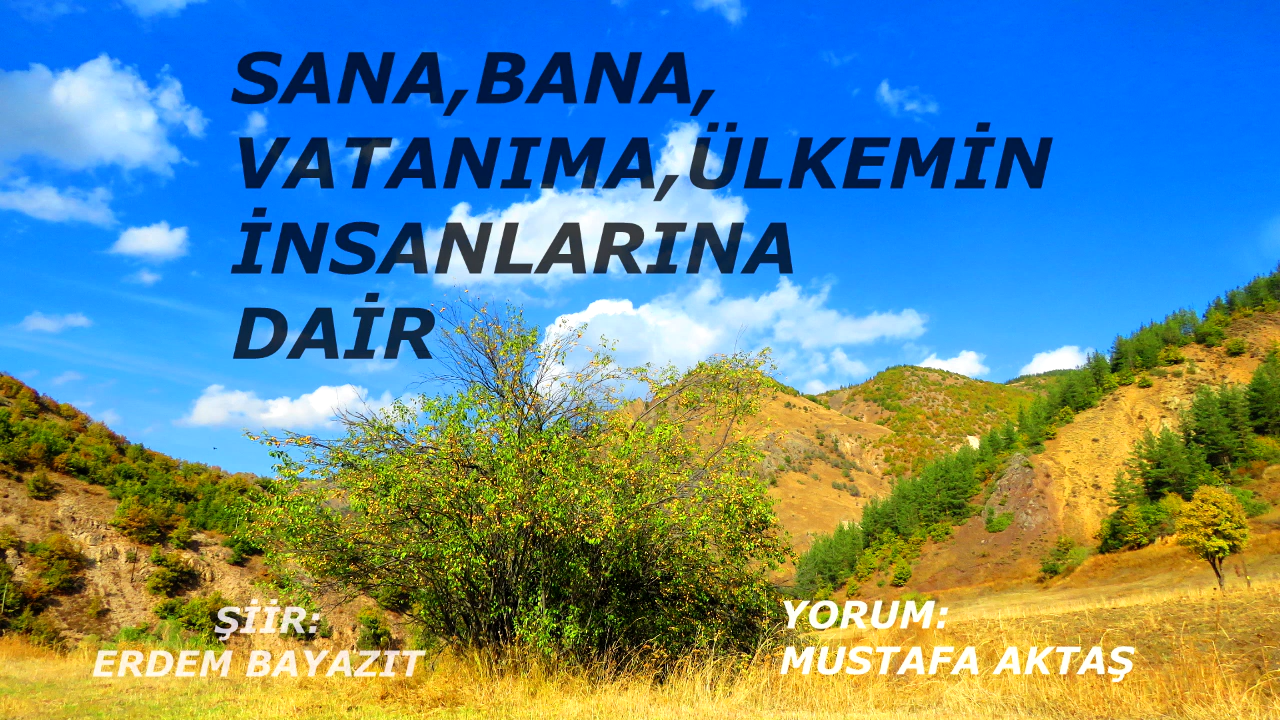 SANA,BANA,
VATANIMA,ÜLKEMİN
İNSANLARINA
DAİR
ŞİİR:
ERDEM BAYAZIT
YORUM:
MUSTAFA AKTAŞ